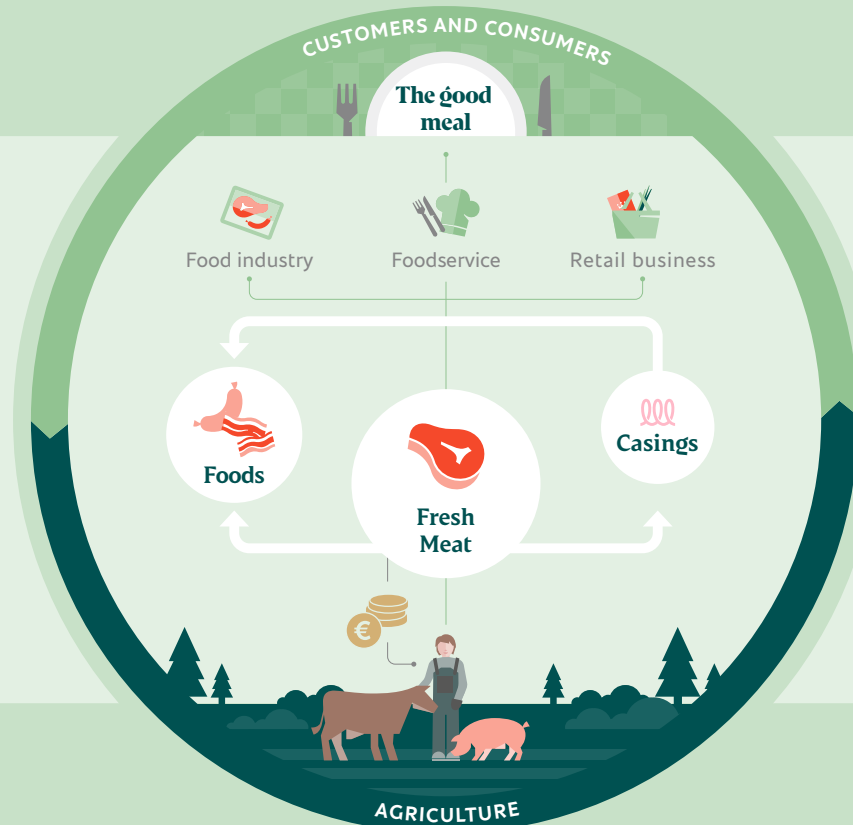 CUSTOMERS AND CONSUMERS
The good
meal
Food industry
Foodservice
Retail business
Foods
Casings
Fresh
Meat
€
AGRICULTURE